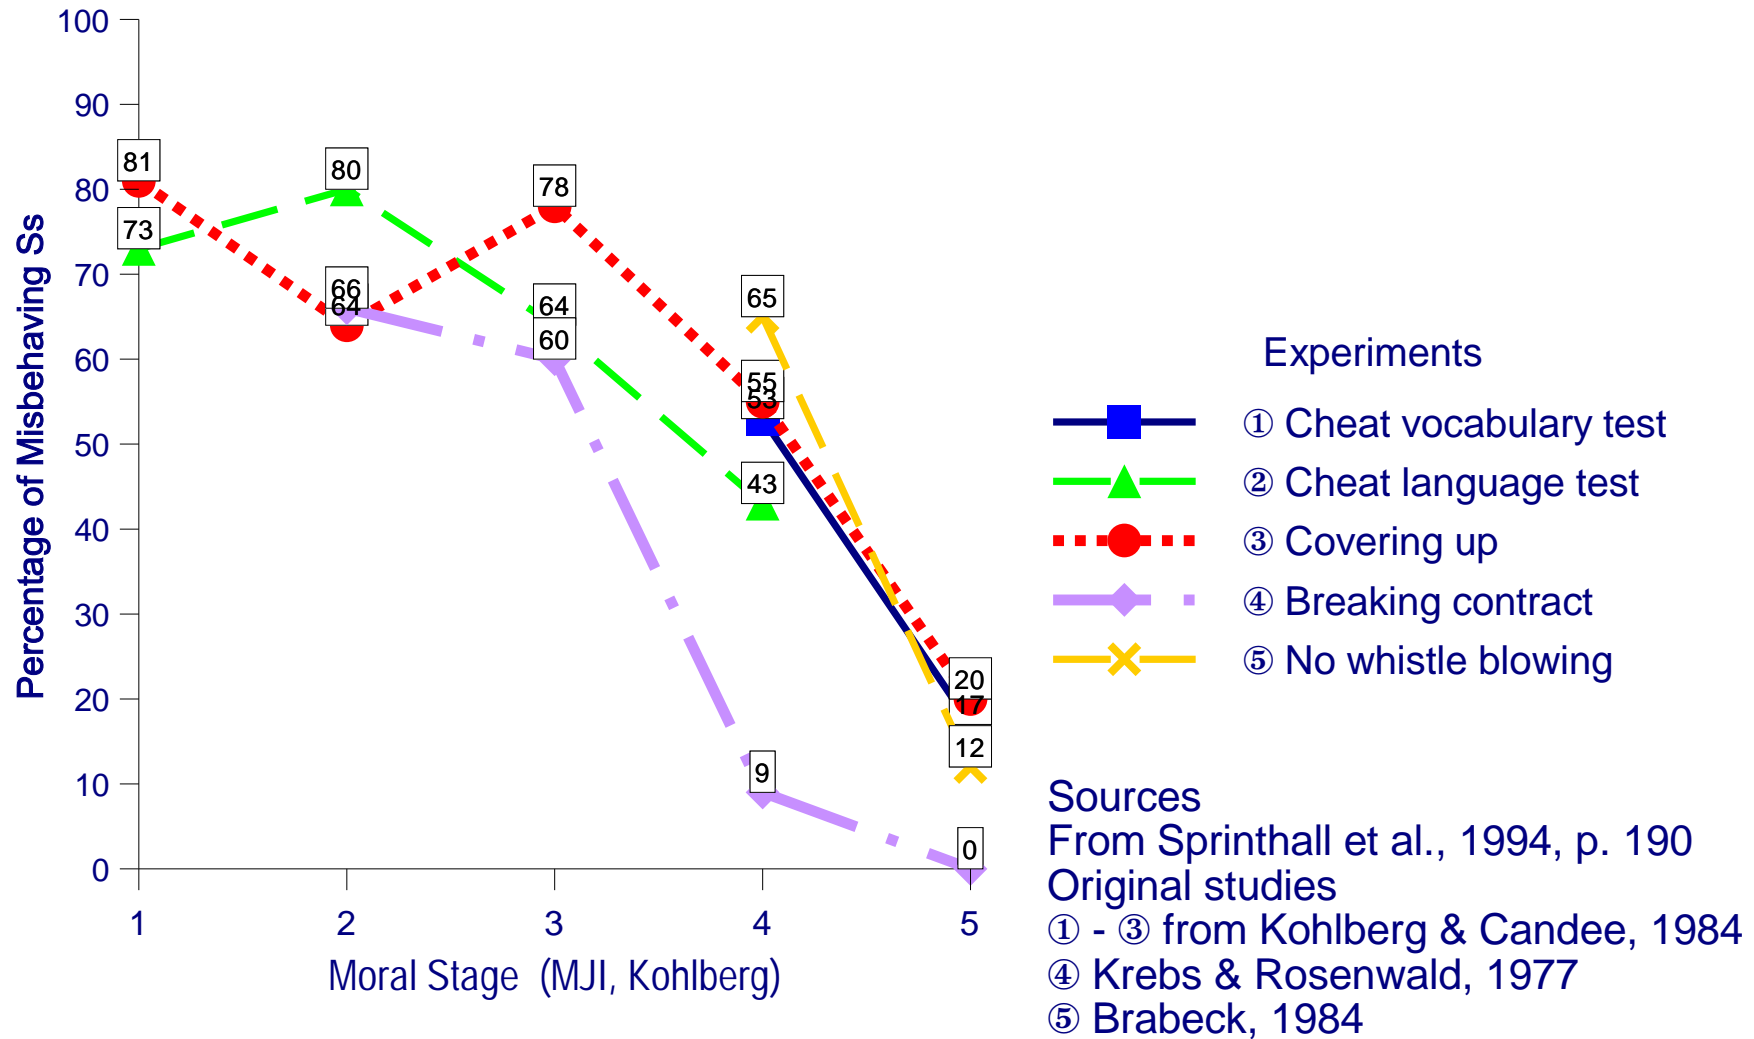 100
90
80
70
60
50
40
30
20
10
0
Percentage of Misbehaving Ss
81
73
80
66
64
78
64
60
65
55
53
43
9
20
17
12
0
1 2 3 4 5
Moral Stage (MJI, Kohlberg)
Experiments
① Cheat vocabulary test
② Cheat language test
③ Covering up
④ Breaking contract
⑤ No whistle blowing
Sources
From Sprinthall et al., 1994, p. 190
Original studies
① - ③ from Kohlberg & Candee, 1984
④ Krebs & Rosenwald, 1977
⑤ Brabeck, 1984